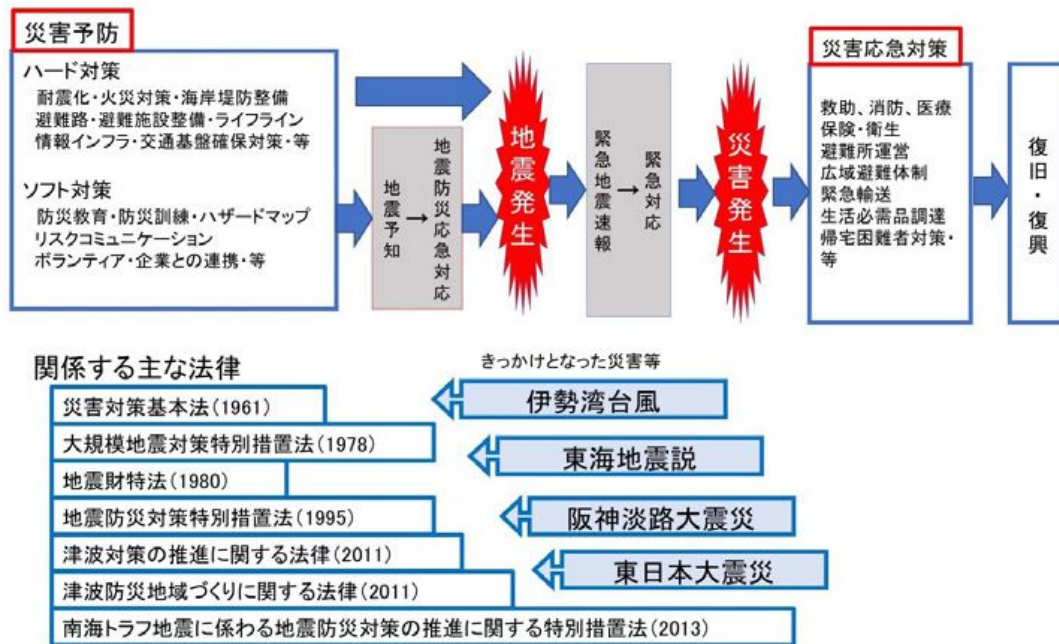 災害予防
ハード対策
耐震化・火災対策・海岸堤防整備
避難路・避難施設整備・ライフライン
情報インフラ・交通基盤確保対策・等
ソフト対策
防災教育・防災訓練・ハザードマップ
リスクコミュニケーション
ボランティア・企業との連携・等
地震予知
→
地震防災応急対応
地震発生
緊急地震速報
→
緊急対応
災害発生
災害応急対策
救助、消防、医療
保険・衛生
避難所運営
広域避難体制
緊急輸送
生活必需品調達
帰宅困難者対策・
等
復旧・復興
関係する主な法律
きっかけとなった災害等
災害対策基本法(1961)
伊勢湾台風
大規模地震対策特別措置法(1978)
東海地震説
地震財特法(1980)
地震防災対策特別措置法(1995)
阪神淡路大震災
津波対策の推進に関する法律(2011)
東日本大震災
津波防災地域づくりに関する法律(2011)
南海トラフ地震に係わる地震防災対策の推進に関する特別措置法(2013)